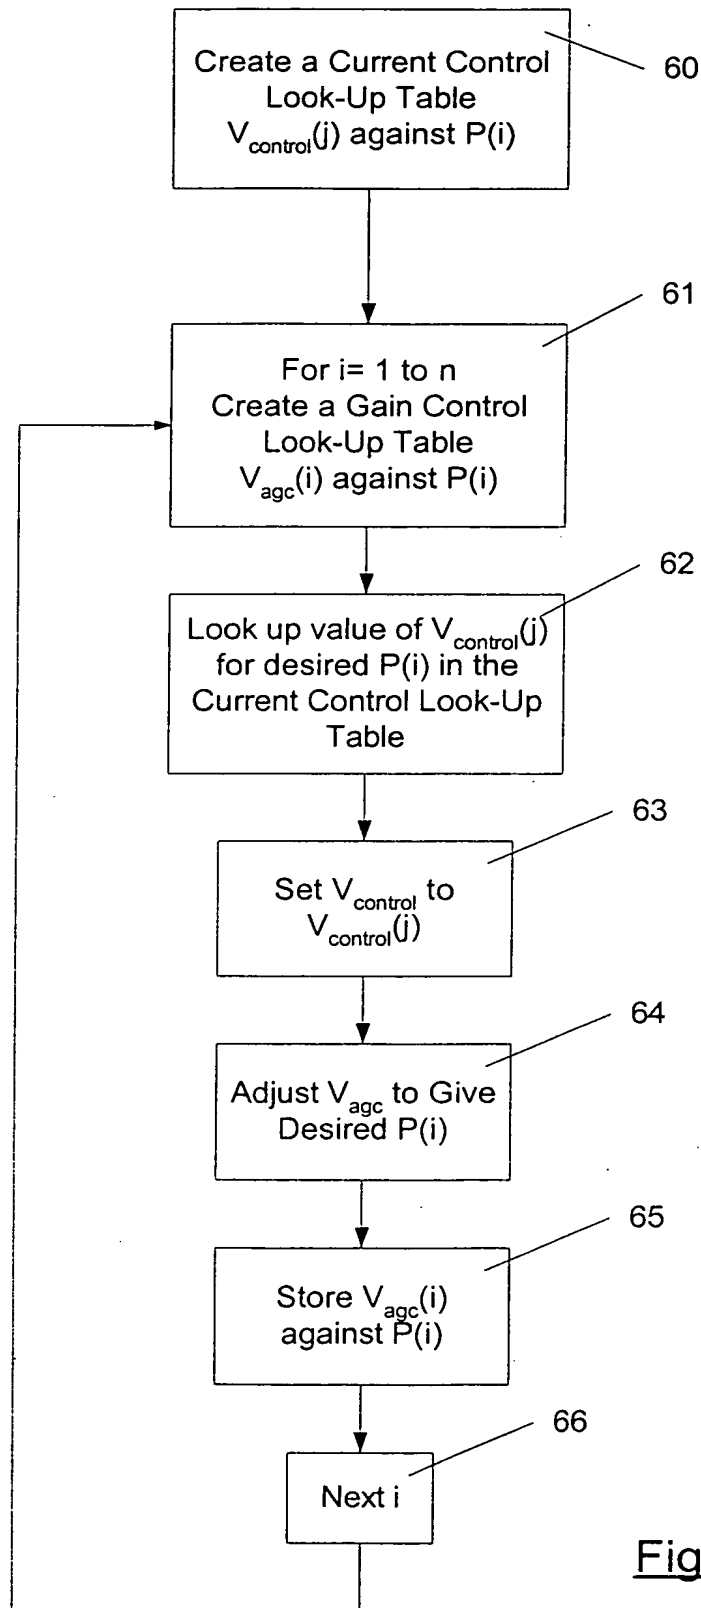 Create a Current Control
Look-Up Table
Vcontrol(j) against P(i)
60
61
For i= 1 to n
Create a Gain Control
Look-Up Table
Vagc(i) against P(i)
62
Look up value of Vcontrol(j)
for desired P(i) in the
Current Control Look-Up
Table
63
Set Vcontrol to
Vcontrol(j)
64
Adjust Vagc to Give
Desired P(i)
65
Store Vagc(i)
against P(i)
66
Next i
Fig